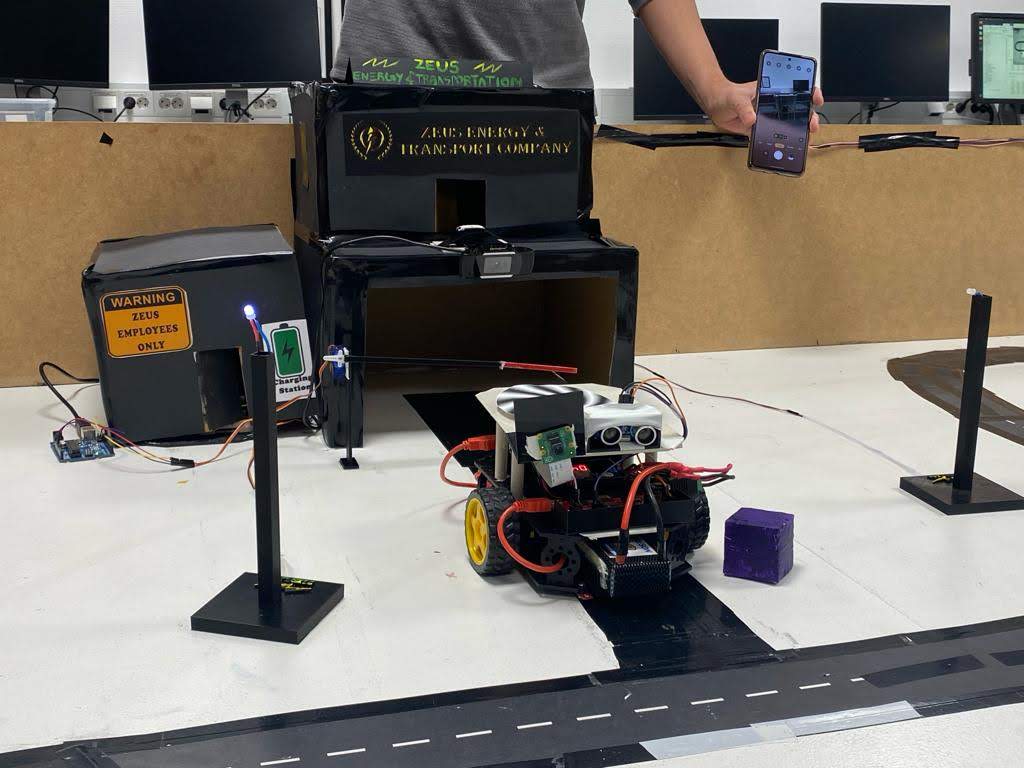 ZEUS
ENERGY & TRANSPORTATION
ZEUS ENERGY &
TRANSPORT COMPANY
WARNING
ZEUS
EMPLOYEES
ONLY
Charging
Station